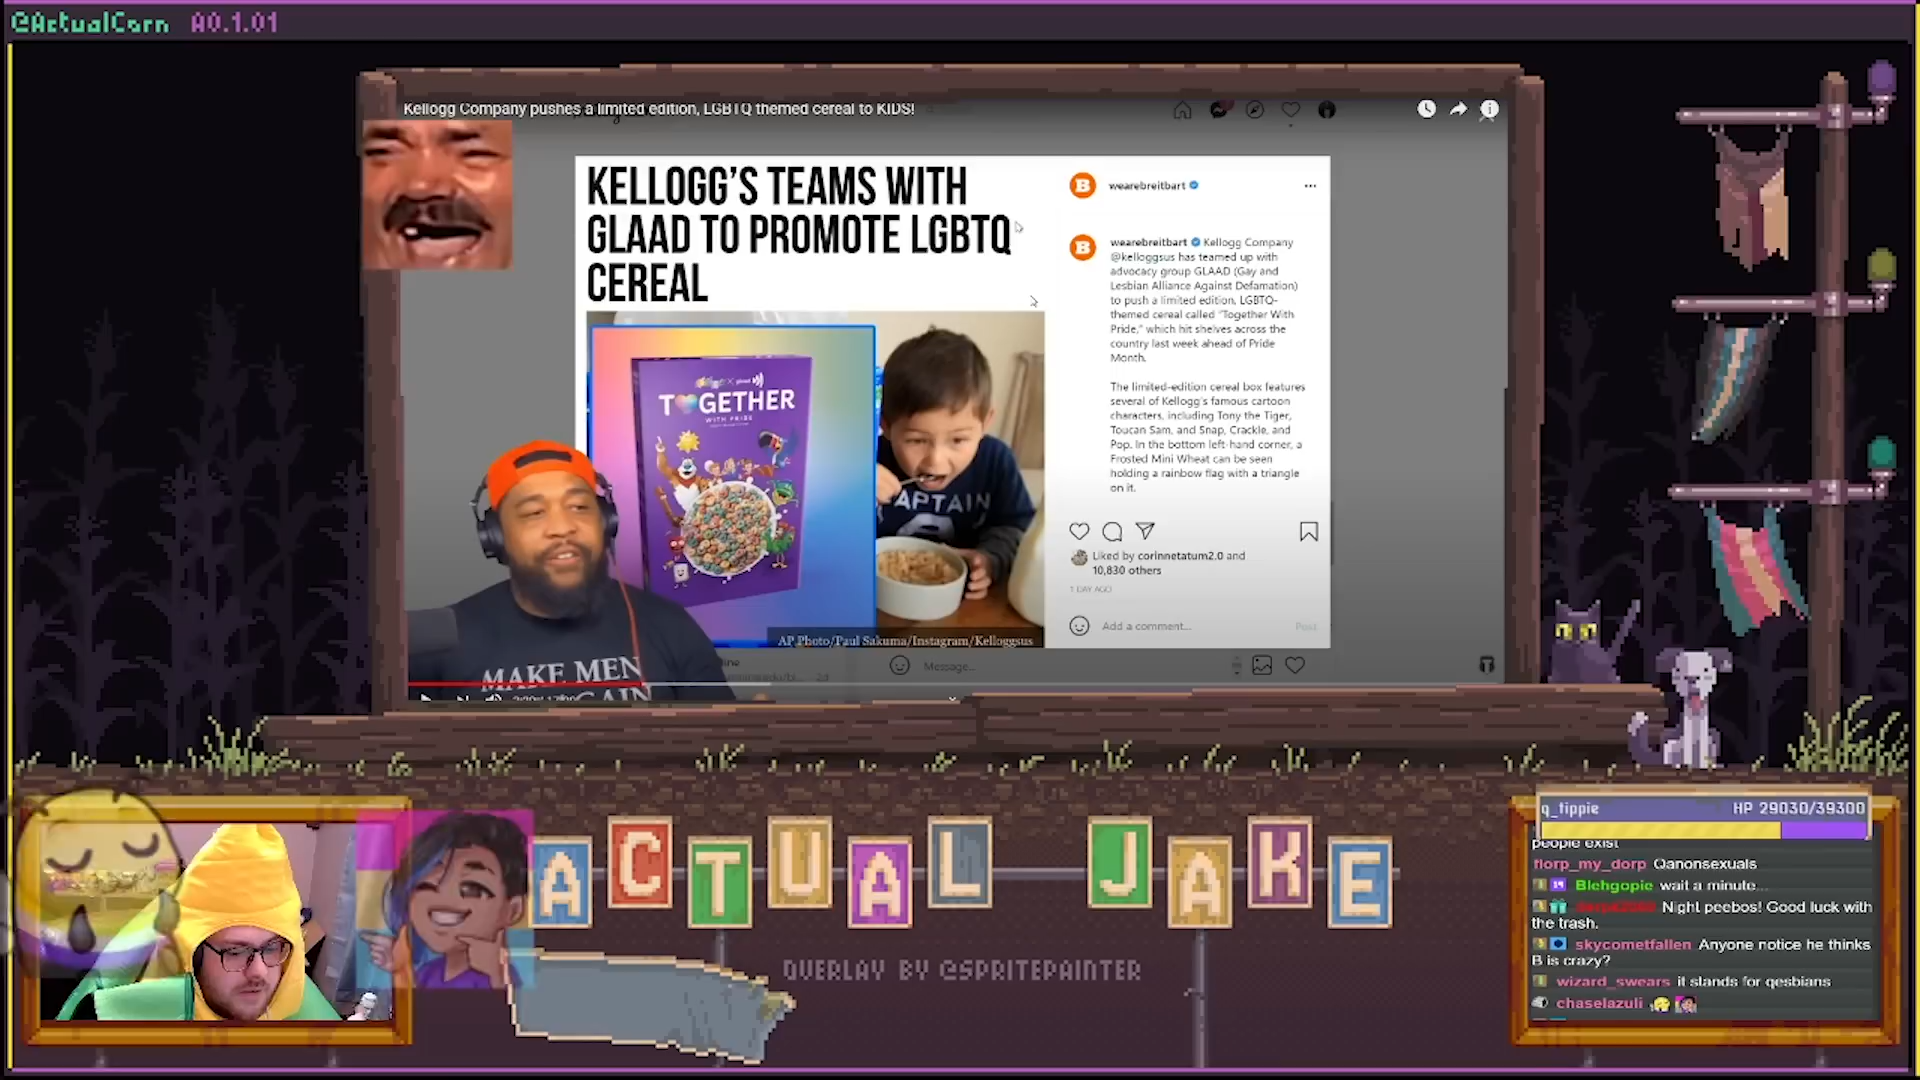 @ActualCorn A0.1.01
Kellogg Company pushes a limited edition, LGBTQ themed cereal to KIDS!
KELLOGG'S TEAMS WITH
GLAAD TO PROMOTE LGBTQ
CEREAL
TOGETHER
WITH PRIDE
APTAIN
AP Photo/Paul Sakuma/Instagram/Kelloggsus
MAKE MEN
AGAIN
wearebreitbart
wearebreitbart Kellogg Company
@kelloggsus has teamed up with
advocacy group GLAAD (Gay and
Lesbian Alliance Against Defamation)
to push a limited edition, LGBTQ-
themed cereal called "Together With
Pride," which hit shelves across the
country last week ahead of Pride
Month.
The limited-edition cereal box features
several of Kellogg's famous cartoon
characters, including Tony the Tiger,
Toucan Sam, and Snap, Crackle, and
Pop. In the bottom left-hand corner, a
Frosted Mini Wheat can be seen
holding a rainbow flag with a triangle
on it.
Liked by corinnetatum2.0 and
10,830 others
1 DAY AGO
Add a comment...
Post
Message...
2d
ACTUAL JAKE
OVERLAY BY @SPRITEPAINTER
q_tippie HP 29030/39300
people exist
florp_my_dorp Qanonsexuals
Blehgopie wait a minute...
Night peebos! Good luck with
the trash.
skycometfallen Anyone notice he thinks
B is crazy?
wizard_swears it stands for qesbians
chaselazuli